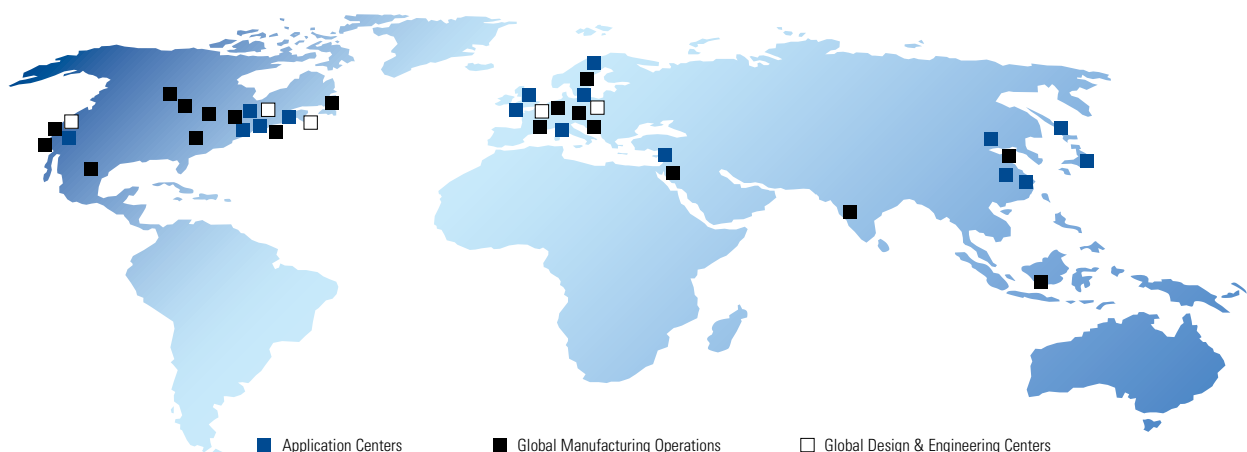 Application Centers
Global Manufacturing Operations
Global Design & Engineering Centers